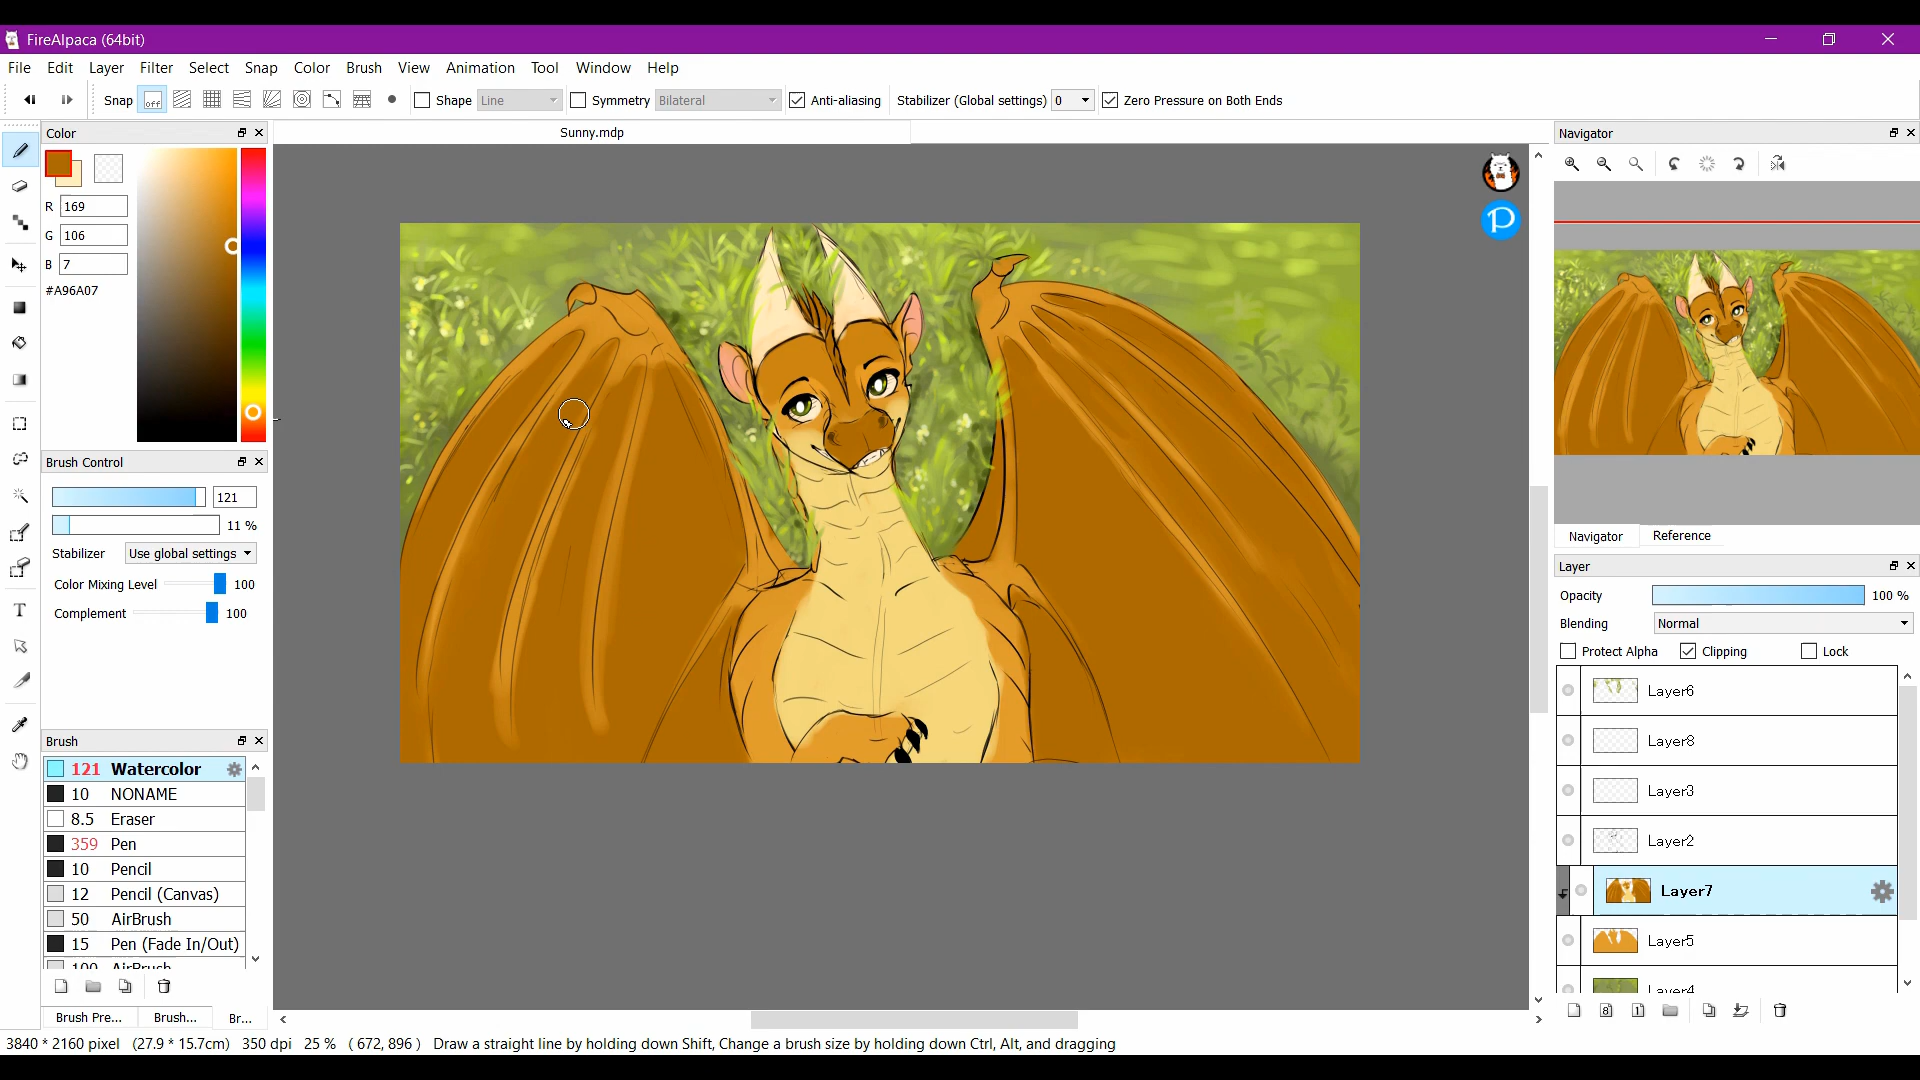 FireAlpaca (64bit)
File Edit Layer Filter Select Snap Color Brush View Animation Tool Window Help
Snap off Shape Line Symmetry Bilateral Anti-aliasing Stabilizer (Global settings) 0 Zero Pressure on Both Ends
Color
Sunny.mdp
Navigator
R 169
G 106
B 7
#A96A07
Brush Control
121
11 %
Stabilizer Use global settings
Color Mixing Level 100
Complement 100
Brush
121 Watercolor
10 NONAME
8.5 Eraser
359 Pen
10 Pencil
12 Pencil (Canvas)
50 AirBrush
15 Pen (Fade In/Out)
100 AirBrush
Brush Pre... Brush... Br...
P
Navigator Reference
Layer
Opacity 100 %
Blending Normal
Protect Alpha Clipping Lock
Layer6
Layer8
Layer3
Layer2
Layer7
Layer5
Layer4
8 1
3840 * 2160 pixel (27.9 * 15.7cm) 350 dpi 25 % ( 672, 896 ) Draw a straight line by holding down Shift, Change a brush size by holding down Ctrl, Alt, and dragging